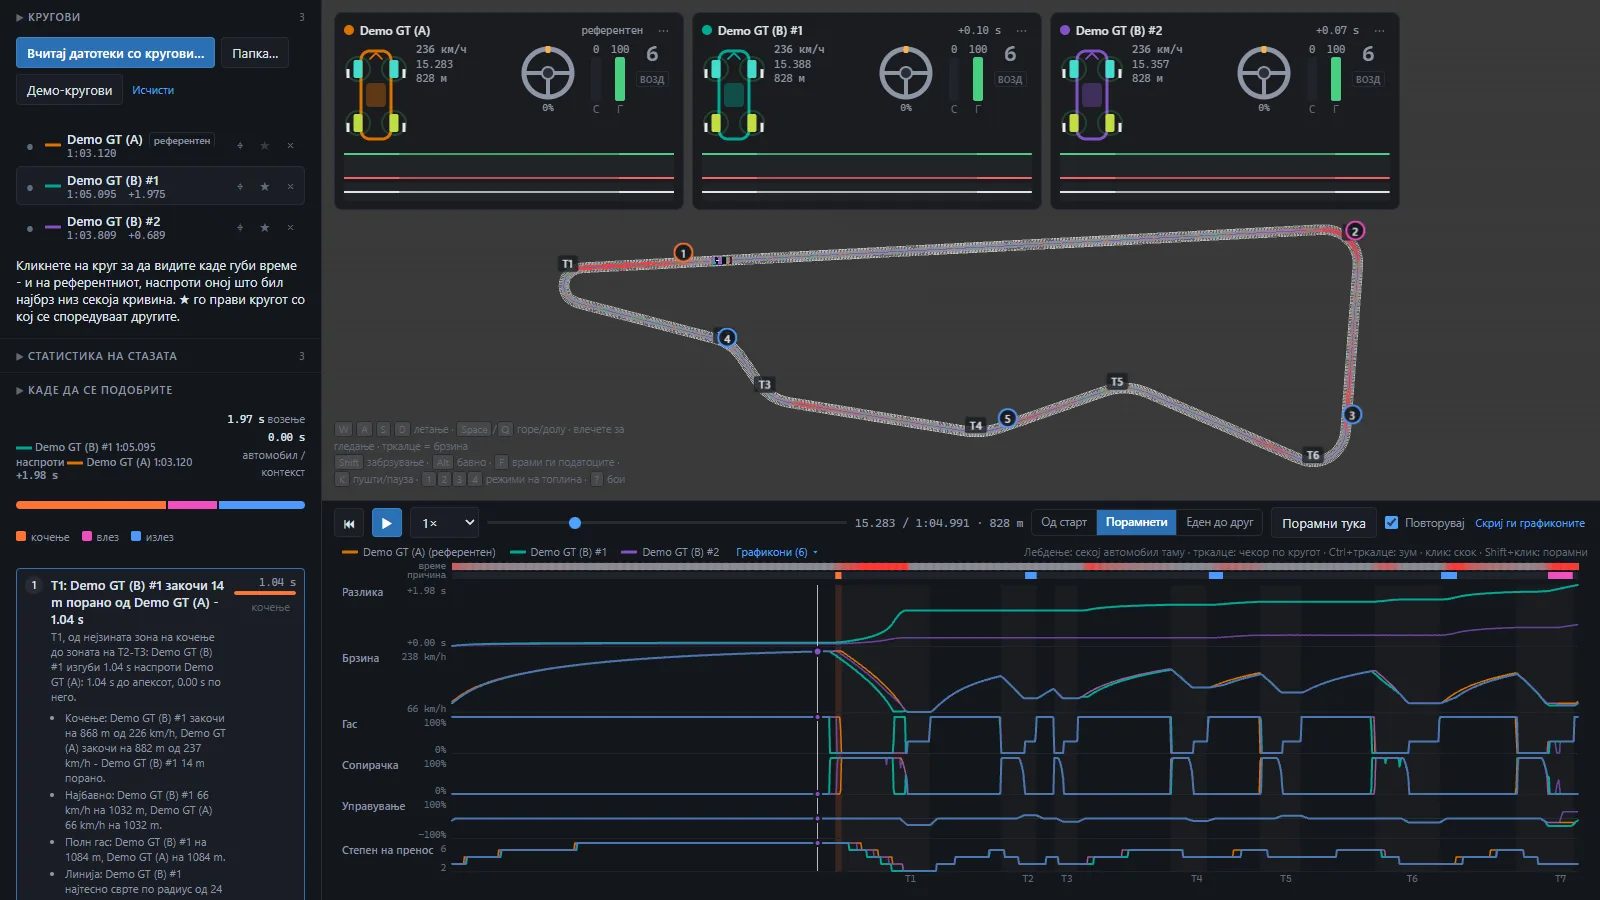 КРУГОВИ 3
Вчитај датотеки со кругови...
Папка...
Демо-кругови
Исчисти
Demo GT (A) референтен
1:03.120
Demo GT (B) #1
1:05.095 +1.975
Demo GT (B) #2
1:03.809 +0.689
Кликнете на круг за да видите каде губи време
- и на референтниот, наспроти оној што бил
најбрз низ секоја кривина. ★ го прави кругот со
кој се споредуваат другите.
СТАТИСТИКА НА СТАЗАТА 3
КАДЕ ДА СЕ ПОДОБРИТЕ
1.97 s возење
0.00 s
автомобил /
контекст
Demo GT (B) #1 1:05.095
наспроти Demo GT (A) 1:03.120
+1.98 s
кочење влез излез
1 T1: Demo GT (B) #1 закочи 14
m порано од Demo GT (A) -
1.04 s
1.04 s
кочење
T1, од нејзината зона на кочење
до зоната на T2-T3: Demo GT (B)
#1 изгуби 1.04 s наспроти Demo
GT (A): 1.04 s до апексот, 0.00 s по
него.
• Кочење: Demo GT (B) #1 закочи
на 868 m од 226 km/h, Demo GT
(A) закочи на 882 m од 237
km/h - Demo GT (B) #1 14 m
порано.
• Најбавно: Demo GT (B) #1 66
km/h на 1032 m, Demo GT (A)
66 km/h на 1032 m.
• Полн гас: Demo GT (B) #1 на
1084 m, Demo GT (A) на 1084 m.
• Линија: Demo GT (B) #1
најтесно сврте по радиус од 24
Demo GT (A) референтен ...
236 км/ч
15.283
828 м
0%
0 100
С Г
6
ВОЗД
Demo GT (B) #1 +0.10 s ...
236 км/ч
15.388
828 м
0%
0 100
С Г
6
ВОЗД
Demo GT (B) #2 +0.07 s ...
236 км/ч
15.357
828 м
0%
0 100
С Г
6
ВОЗД
T1
1
2
4
T3
T5
5
T4
3
T6
W A S D летање · Space / Q горе/долу · влечете за
гледање · тркалце = брзина
Shift забрзување · Alt бавно · F врами ги податоците ·
K пушти/пауза · 1 2 3 4 режими на топлина · ? бои
1×
15.283 / 1:04.991 · 828 m
Од старт
Порамнети
Еден до друг
Порамни тука
Повторувај
Скриј ги графиконите
Demo GT (A) (референтен)
Demo GT (B) #1
Demo GT (B) #2
Графикони (6)
Лебдење: секој автомобил таму · тркалце: чекор по кругот · Ctrl+тркалце: зум · клик: скок · Shift+клик: порамни
време
причина
Разлика +1.98 s
+0.00 s
Брзина 238 km/h
66 km/h
Гас 100%
0%
Сопирачка 100%
0%
Управување 100%
−100%
Степен на пренос 6
2
T1 T2 T3 T4 T5 T6 T7